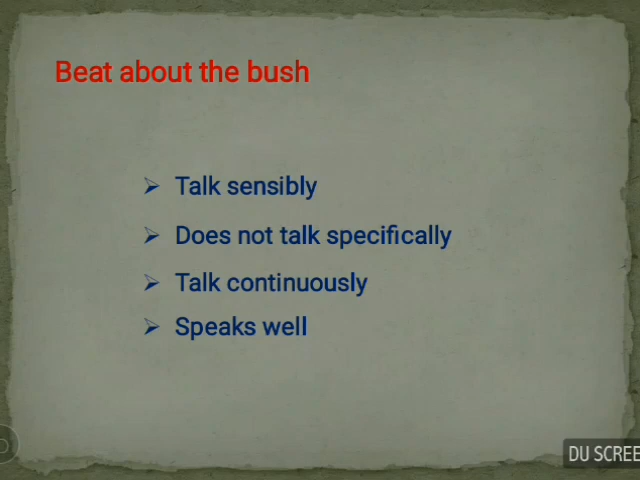 Beat about the bush
Talk sensibly
Does not talk specifically
Talk continuously
Speaks well
DU SCREE